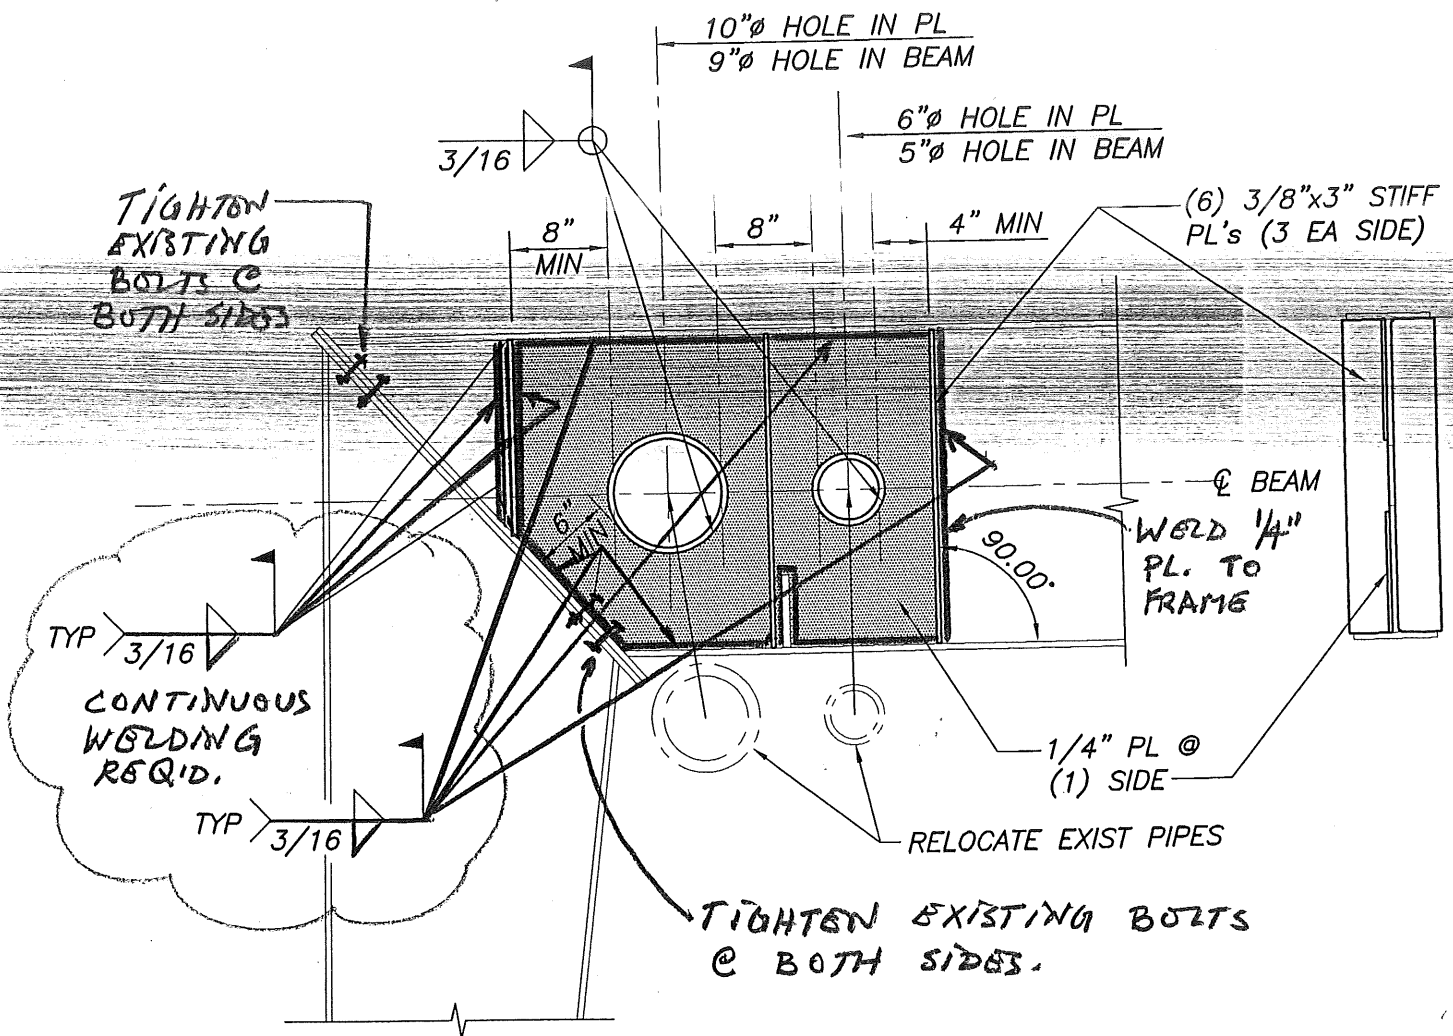 10"ø HOLE IN PL
9"ø HOLE IN BEAM
6"ø HOLE IN PL
5"ø HOLE IN BEAM
3/16
TIGHTEN
EXISTING
BOLTS @
BOTH SIDES
8"
MIN
8"
4" MIN
(6) 3/8"x3" STIFF
PL's (3 EA SIDE)
℄ BEAM
6"
MIN
90.00°
WELD 1/4"
PL. TO
FRAME
TYP
3/16
CONTINUOUS
WELDING
REQ'D.
TYP
3/16
1/4" PL @
(1) SIDE
RELOCATE EXIST PIPES
TIGHTEN EXISTING BOLTS
@ BOTH SIDES.